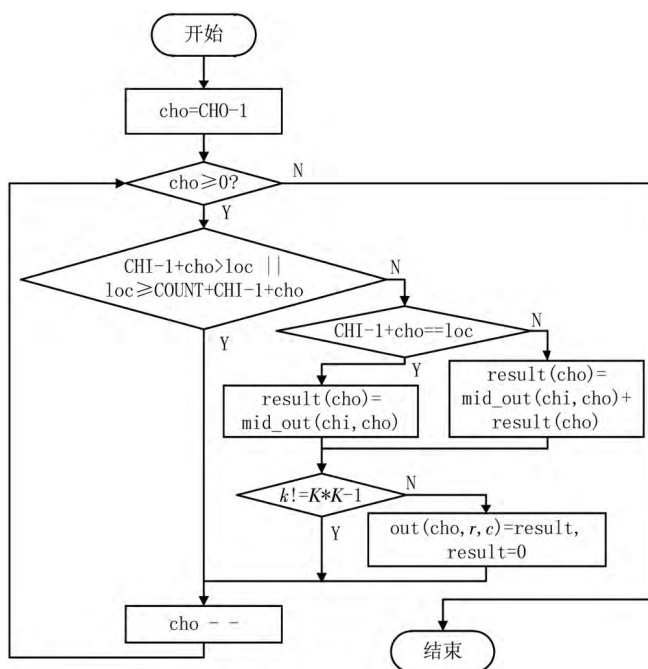 开始
cho=CHO-1
cho≥0?
N
Y
CHI-1+cho>loc ||
loc≥COUNT+CHI-1+cho
N
Y
CHI-1+cho==loc
N
Y
result(cho)=
mid_out(chi,cho)
result(cho)=
mid_out(chi,cho)+
result(cho)
k!=K*K-1
N
Y
out(cho,r,c)=result,
result=0
cho - -
结束